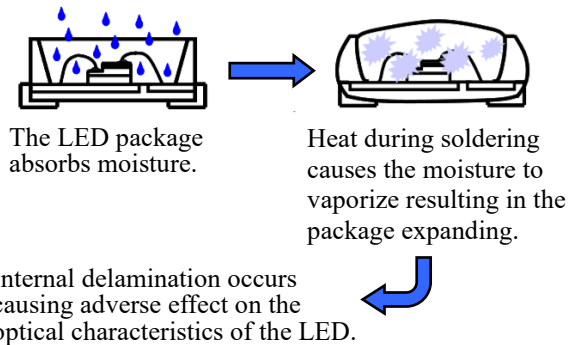 The LED package
absorbs moisture.
Heat during soldering
causes the moisture to
vaporize resulting in the
package expanding.
nternal delamination occurs
causing adverse effect on the
optical characteristics of the LED.